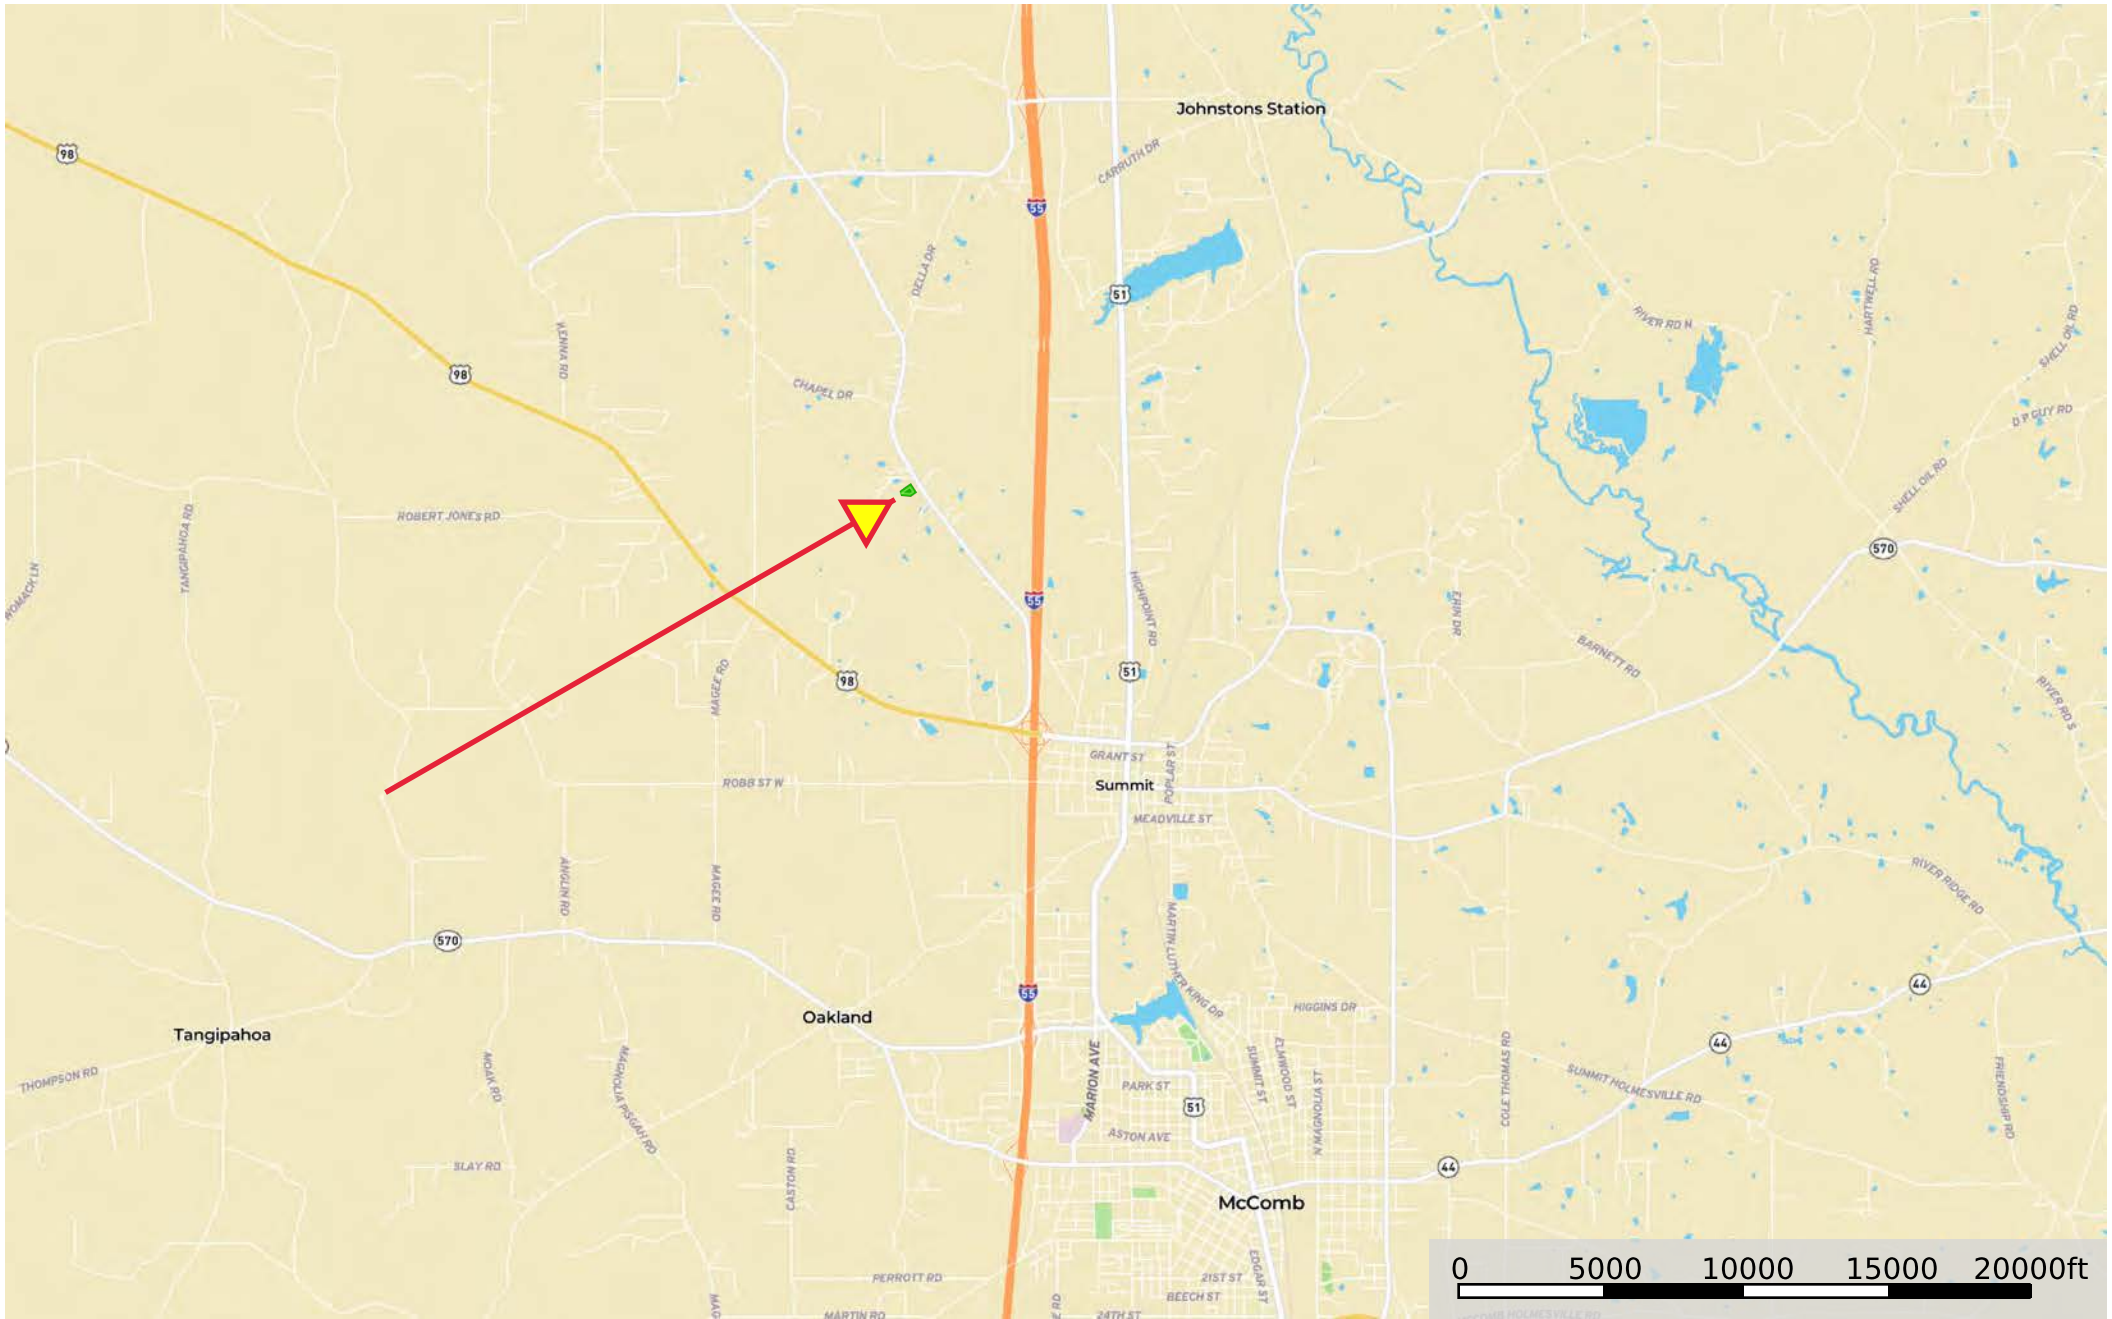 Johnstons Station
98
CARRUTH DR
55
DELLA DR
51
HARTWELL RD
RIVER RD N
SHELL OIL RD
KENNA RD
98
CHAPEL DR
D P GUY RD
SHELL OIL RD
TANGIPAHOA RD
ROBERT JONES RD
570
WOMACK LN
55
HIGHPOINT RD
ERIN DR
BARNETT RD
51
98
MAGEE RD
RIVER RD S
GRANT ST
POPLAR ST
ROBB ST W
Summit
MEADVILLE ST
ANGLIN RD
MAGEE RD
RIVER RIDGE RD
570
MARTIN LUTHER KING DR
55
44
HIGGINS DR
Oakland
Tangipahoa
44
MARION AVE
SUMMIT ST
ELMWOOD ST
COLE THOMAS RD
THOMPSON RD
MOAK RD
MAGNOLIA PISGAH RD
PARK ST
SUMMIT HOLMESVILLE RD
FRIENDSHIP RD
51
N MAGNOLIA ST
ASTON AVE
SLAY RD
CASTON RD
44
McComb
PERROTT RD
21ST ST
EDGAR ST
BEECH ST
MAG
MARTIN RD
E RD
24TH ST
0 5000 10000 15000 20000ft
HOLMESVILLE RD